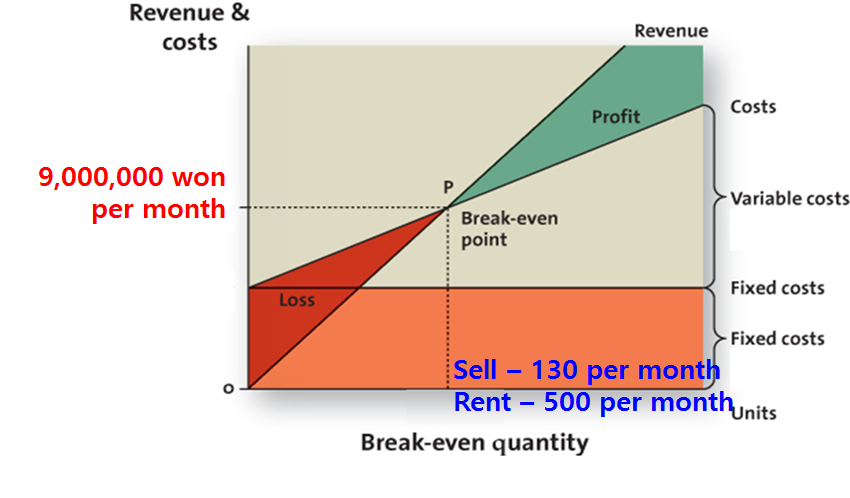 Revenue &
costs
Revenue
Profit
Costs
9,000,000 won
per month
P
Variable costs
Break-even
point
Loss
Fixed costs
Fixed costs
Sell – 130 per month
o
Rent – 500 per month
Units
Break-even quantity